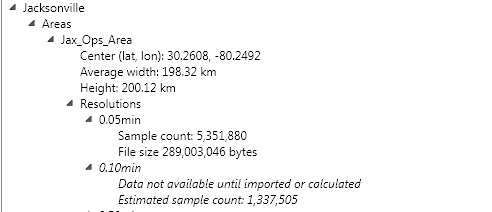 Jacksonville
Areas
Jax_Ops_Area
Center (lat, lon): 30.2608, -80.2492
Average width: 198.32 km
Height: 200.12 km
Resolutions
0.05min
Sample count: 5,351,880
File size 289,003,046 bytes
0.10min
Data not available until imported or calculated
Estimated sample count: 1,337,505